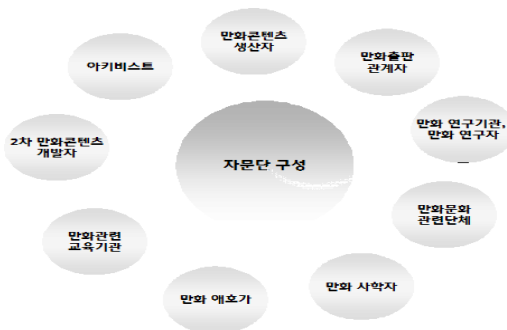 만화콘텐츠
생산자
만화출판
관계자
아키비스트
만화 연구기관,
만화 연구자
2차 만화콘텐츠
개발자
자문단 구성
만화문화
관련단체
만화관련
교육기관
만화 사학자
만화 애호가